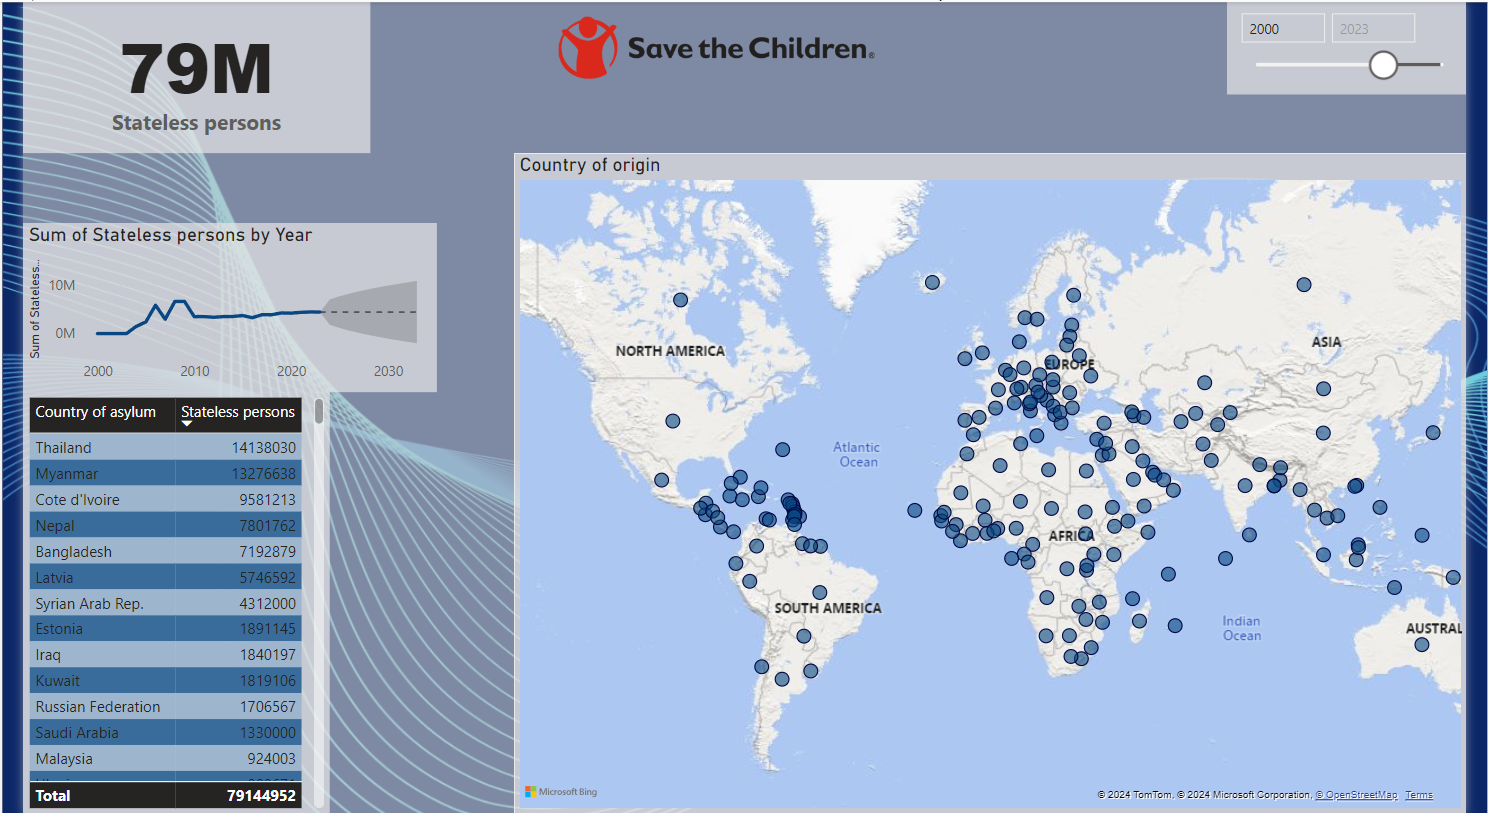 79M
Stateless persons
Save the Children®
2000 2023
Sum of Stateless persons by Year
Sum of Stateless...
10M
0M
2000 2010 2020 2030
Country of asylum Stateless persons
Thailand 14138030
Myanmar 13276638
Cote d'Ivoire 9581213
Nepal 7801762
Bangladesh 7192879
Latvia 5746592
Syrian Arab Rep. 4312000
Estonia 1891145
Iraq 1840197
Kuwait 1819106
Russian Federation 1706567
Saudi Arabia 1330000
Malaysia 924003
Total 79144952
Country of origin
NORTH AMERICA
EUROPE
ASIA
Atlantic
Ocean
AFRICA
SOUTH AMERICA
Indian
Ocean
AUSTRAL
Microsoft Bing
© 2024 TomTom, © 2024 Microsoft Corporation, © OpenStreetMap Terms